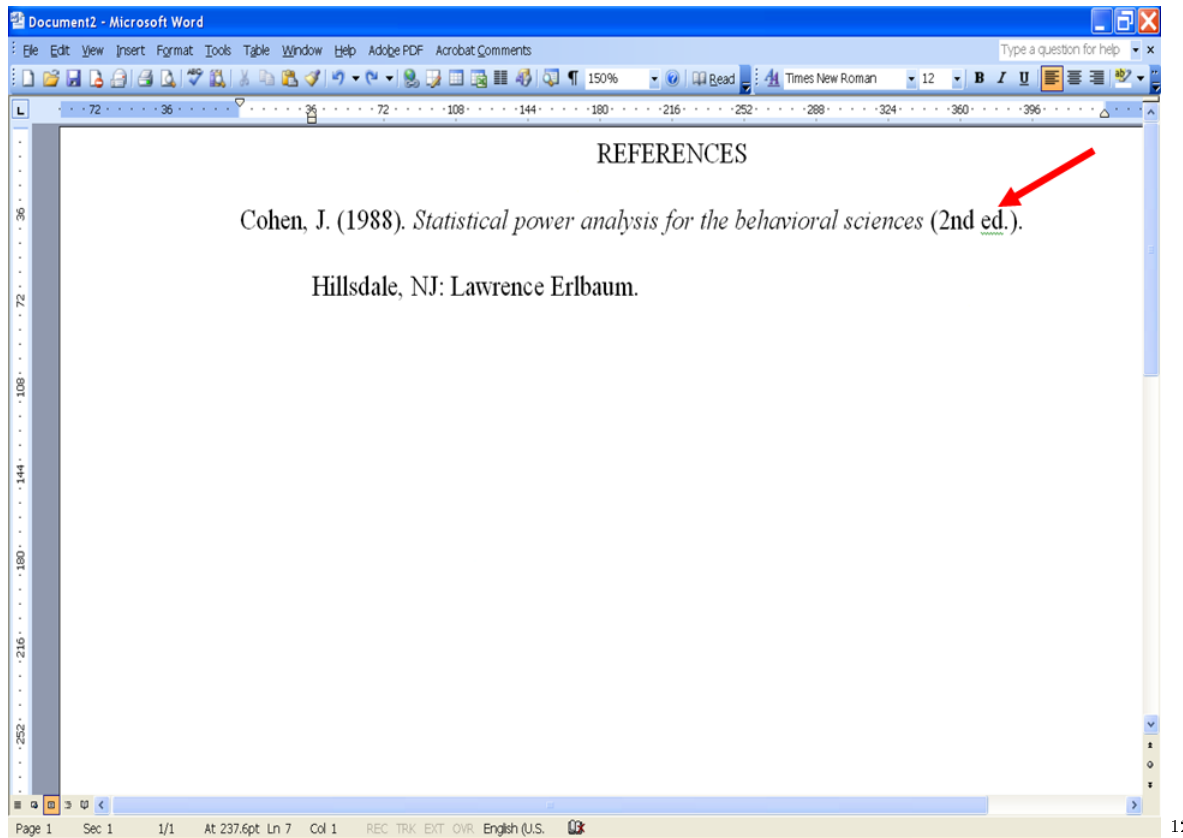 Document2 - Microsoft Word
File Edit View Insert Format Tools Table Window Help Adobe PDF Acrobat Comments Type a question for help
150% Read Times New Roman 12 B I U
L 72 36 36 72 108 144 180 216 252 288 324 360 396
REFERENCES
Cohen, J. (1988). Statistical power analysis for the behavioral sciences (2nd ed.).
Hillsdale, NJ: Lawrence Erlbaum.
36
72
108
144
180
216
252
Page 1 Sec 1 1/1 At 237.6pt Ln 7 Col 1 REC TRK EXT OVR English (U.S.